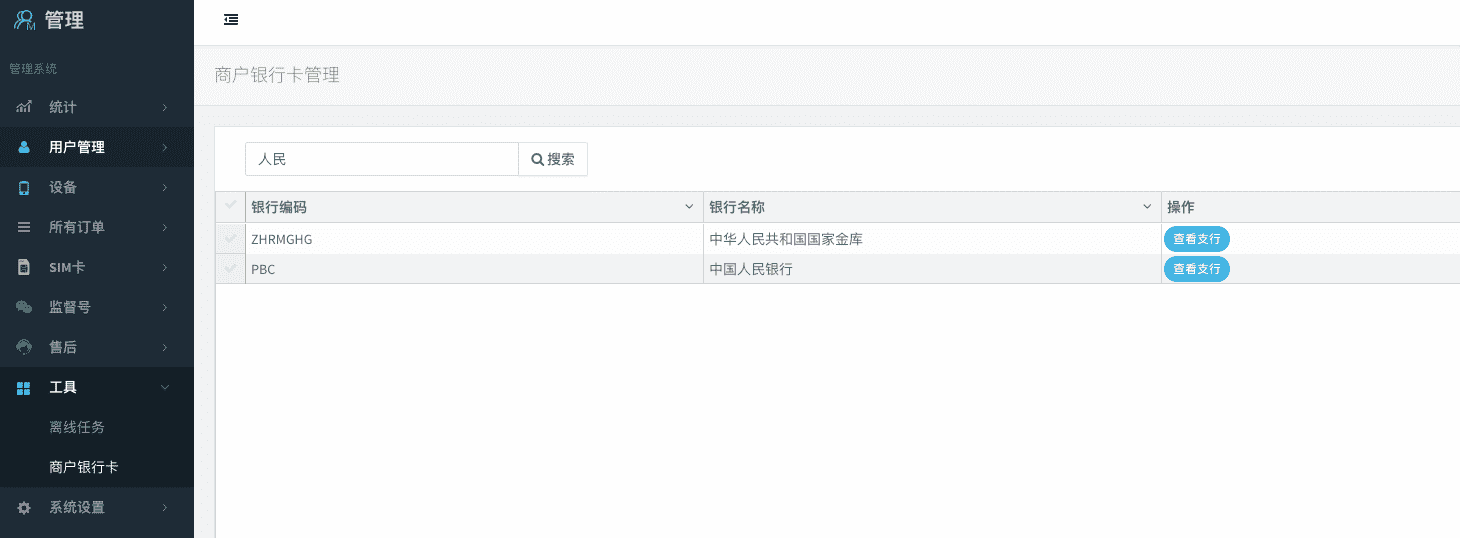 管理
管理系统
统计
用户管理
设备
所有订单
SIM卡
监督号
售后
工具
离线任务
商户银行卡
系统设置
商户银行卡管理
人民 搜索
银行编码 银行名称 操作
ZHRMGHG 中华人民共和国国家金库 查看支行
PBC 中国人民银行 查看支行